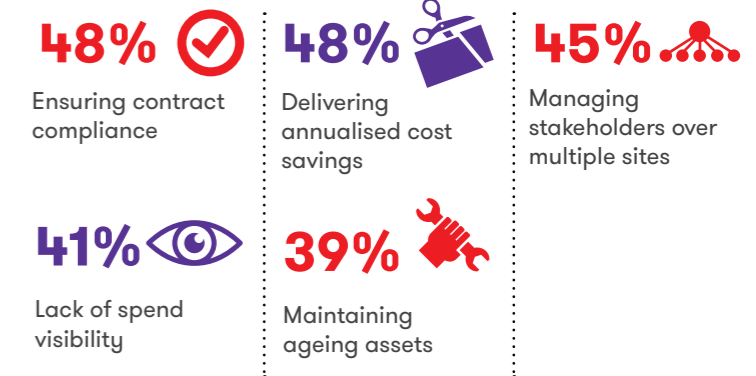 48%
Ensuring contract
compliance
48%
Delivering
annualised cost
savings
45%
Managing
stakeholders over
multiple sites
41%
Lack of spend
visibility
39%
Maintaining
ageing assets